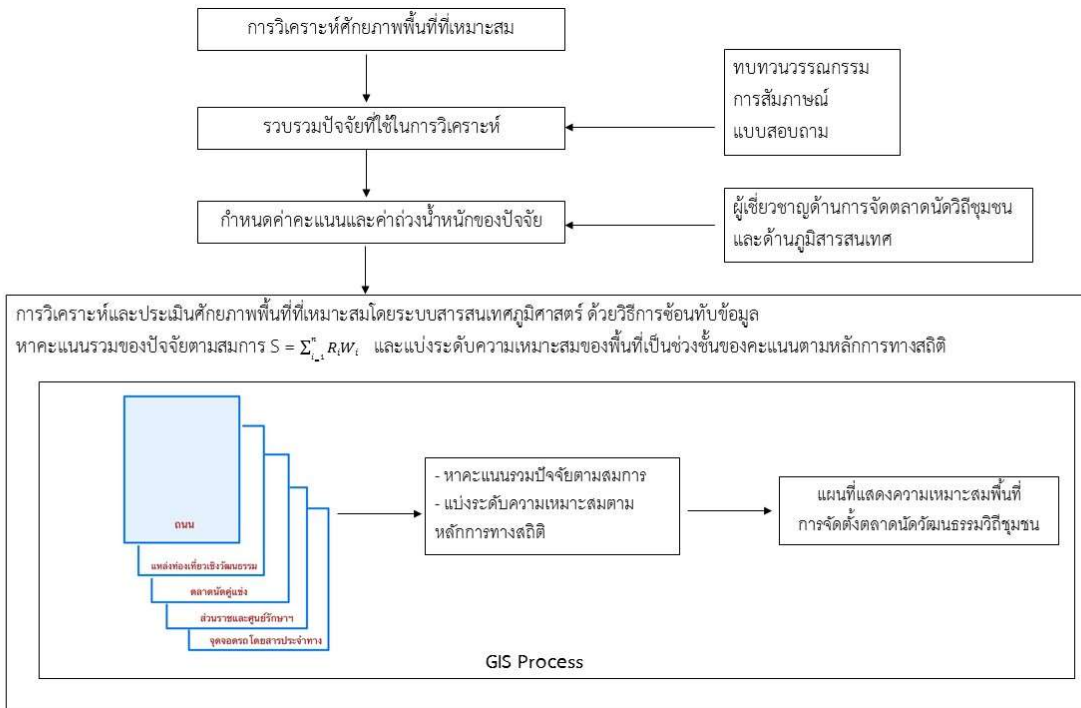 การวิเคราะห์ศักยภาพพื้นที่ที่เหมาะสม
ทบทวนวรรณกรรม
การสัมภาษณ์
แบบสอบถาม
รวบรวมปัจจัยที่ใช้ในการวิเคราะห์
กำหนดค่าคะแนนและค่าถ่วงน้ำหนักของปัจจัย
ผู้เชี่ยวชาญด้านการจัดตลาดนัดวิถีชุมชน
และด้านภูมิสารสนเทศ
การวิเคราะห์และประเมินศักยภาพพื้นที่ที่เหมาะสมโดยระบบสารสนเทศภูมิศาสตร์ ด้วยวิธีการซ้อนทับข้อมูล
หาคะแนนรวมของปัจจัยตามสมการ S = ∑ⁿᵢ₌₁ RᵢWᵢ และแบ่งระดับความเหมาะสมของพื้นที่เป็นช่วงชั้นของคะแนนตามหลักการทางสถิติ
ถนน
แหล่งท่องเที่ยวเชิงวัฒนธรรม
ตลาดนัดคู่แข่ง
ส่วนราชและศูนย์รักษาฯ
จุดจอดรถโดยสารประจำทาง
- หาคะแนนรวมปัจจัยตามสมการ
- แบ่งระดับความเหมาะสมตาม
หลักการทางสถิติ
แผนที่แสดงความเหมาะสมพื้นที่
การจัดตั้งตลาดนัดวัฒนธรรมวิถีชุมชน
GIS Process